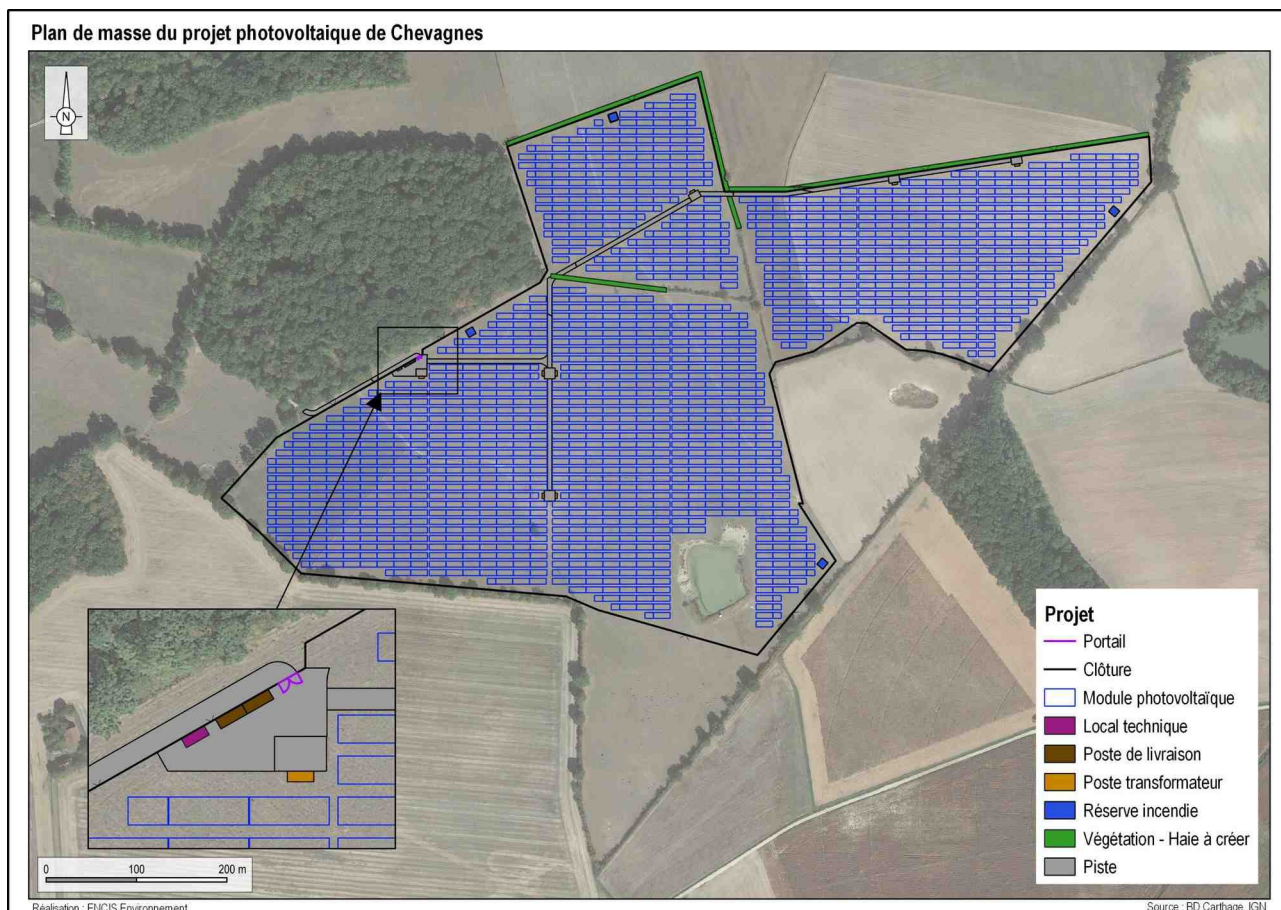 Plan de masse du projet photovoltaique de Chevagnes
N
Projet
Portail
Clôture
Module photovoltaïque
Local technique
Poste de livraison
Poste transformateur
Réserve incendie
Végétation - Haie à créer
Piste
0 100 200 m
Réalisation : ENCIS Environnement
Source : BD Carthage, IGN